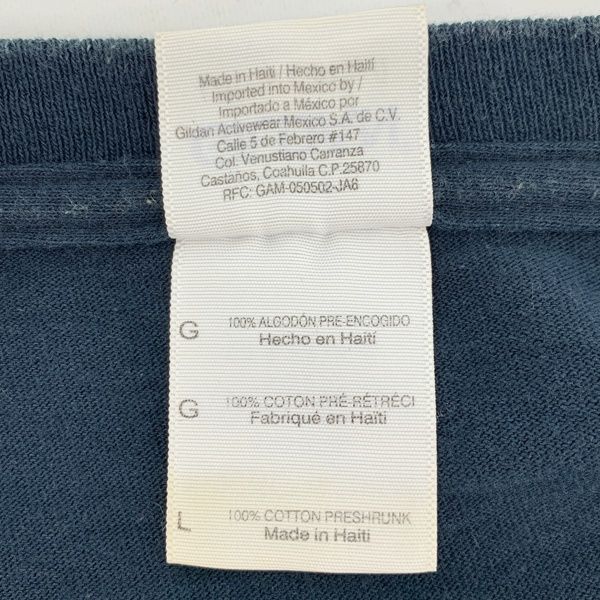 Made in Haiti / Hecho en Haití
Imported into Mexico by /
Importado a México por
Gildan Activewear Mexico S.A. de C.V.
Calle 5 de Febrero #147
Col. Venustiano Carranza
Castaños, Coahuila C.P. 25870
RFC: GAM-050502-JA6
G 100% ALGODÓN PRE-ENCOGIDO
Hecho en Haití
G 100% COTON PRÉ-RÉTRÉCI
Fabriqué en Haïti
L 100% COTTON PRESHRUNK
Made in Haiti